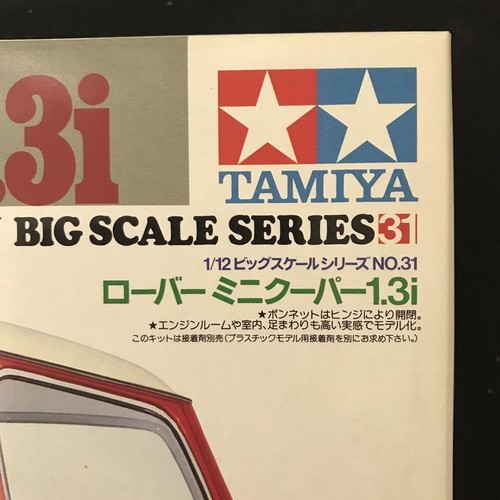 .3i
TAMIYA
BIG SCALE SERIES 31
1/12ビッグスケールシリーズNO.31
ローバー ミニクーパー1.3i
★ボンネットはヒンジにより開閉。
★エンジンルームや室内、足まわりも高い実感でモデル化。
このキットは接着剤別売(プラスチックモデル用接着剤を別にお求め下さい。)